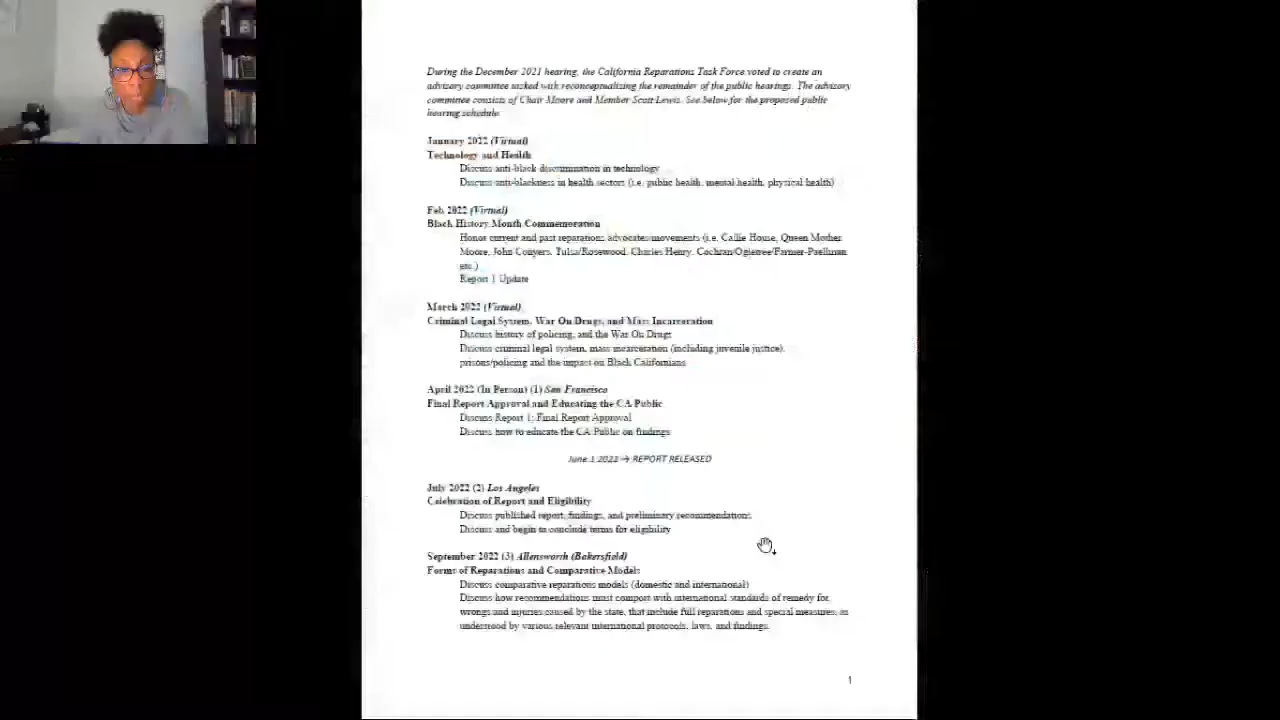 During the December 2021 hearing, the California Reparations Task Force voted to create an
advisory committee tasked with reconceptualizing the remainder of the public hearings. The advisory
committee consists of Chair Moore and Member Scott-Lewis. See below for the proposed public
hearing schedule.
January 2022 (Virtual)
Technology and Health
Discuss anti-black discrimination in technology
Discuss anti-blackness in health sectors (i.e. public health, mental health, physical health)
Feb 2022 (Virtual)
Black History Month Commemoration
Honor current and past reparations advocates/movements (i.e. Callie House, Queen Mother
Moore, John Conyers, Tulsa/Rosewood, Charles Henry, Cochran/Ogletree/Farmer-Paellman
etc.)
Report 1 Update
March 2022 (Virtual)
Criminal Legal System, War On Drugs, and Mass Incarceration
Discuss history of policing, and the War On Drugs
Discuss criminal legal system, mass incarceration (including juvenile justice),
prisons/policing and the impact on Black Californians
April 2022 (In Person) (1) San Francisco
Final Report Approval and Educating the CA Public
Discuss Report 1: Final Report Approval
Discuss how to educate the CA Public on findings
June 1 2022 → REPORT RELEASED
July 2022 (2) Los Angeles
Celebration of Report and Eligibility
Discuss published report, findings, and preliminary recommendations.
Discuss and begin to conclude terms for eligibility
September 2022 (3) Allensworth (Bakersfield)
Forms of Reparations and Comparative Models
Discuss comparative reparations models (domestic and international)
Discuss how recommendations must comport with international standards of remedy for
wrongs and injuries caused by the state, that include full reparations and special measures, as
understood by various relevant international protocols, laws, and findings.
1